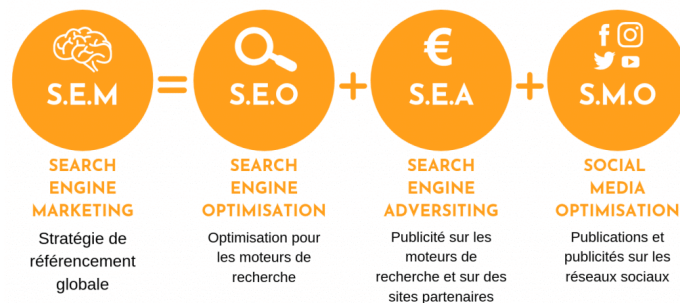 S.E.M
=
S.E.O
+
S.E.A
+
S.M.O
SEARCH
ENGINE
MARKETING
Stratégie de
référencement
globale
SEARCH
ENGINE
OPTIMISATION
Optimisation pour
les moteurs de
recherche
€
SEARCH
ENGINE
ADVERSITING
Publicité sur les
moteurs de
recherche et sur des
sites partenaires
SOCIAL
MEDIA
OPTIMISATION
Publications et
publicités sur les
réseaux sociaux